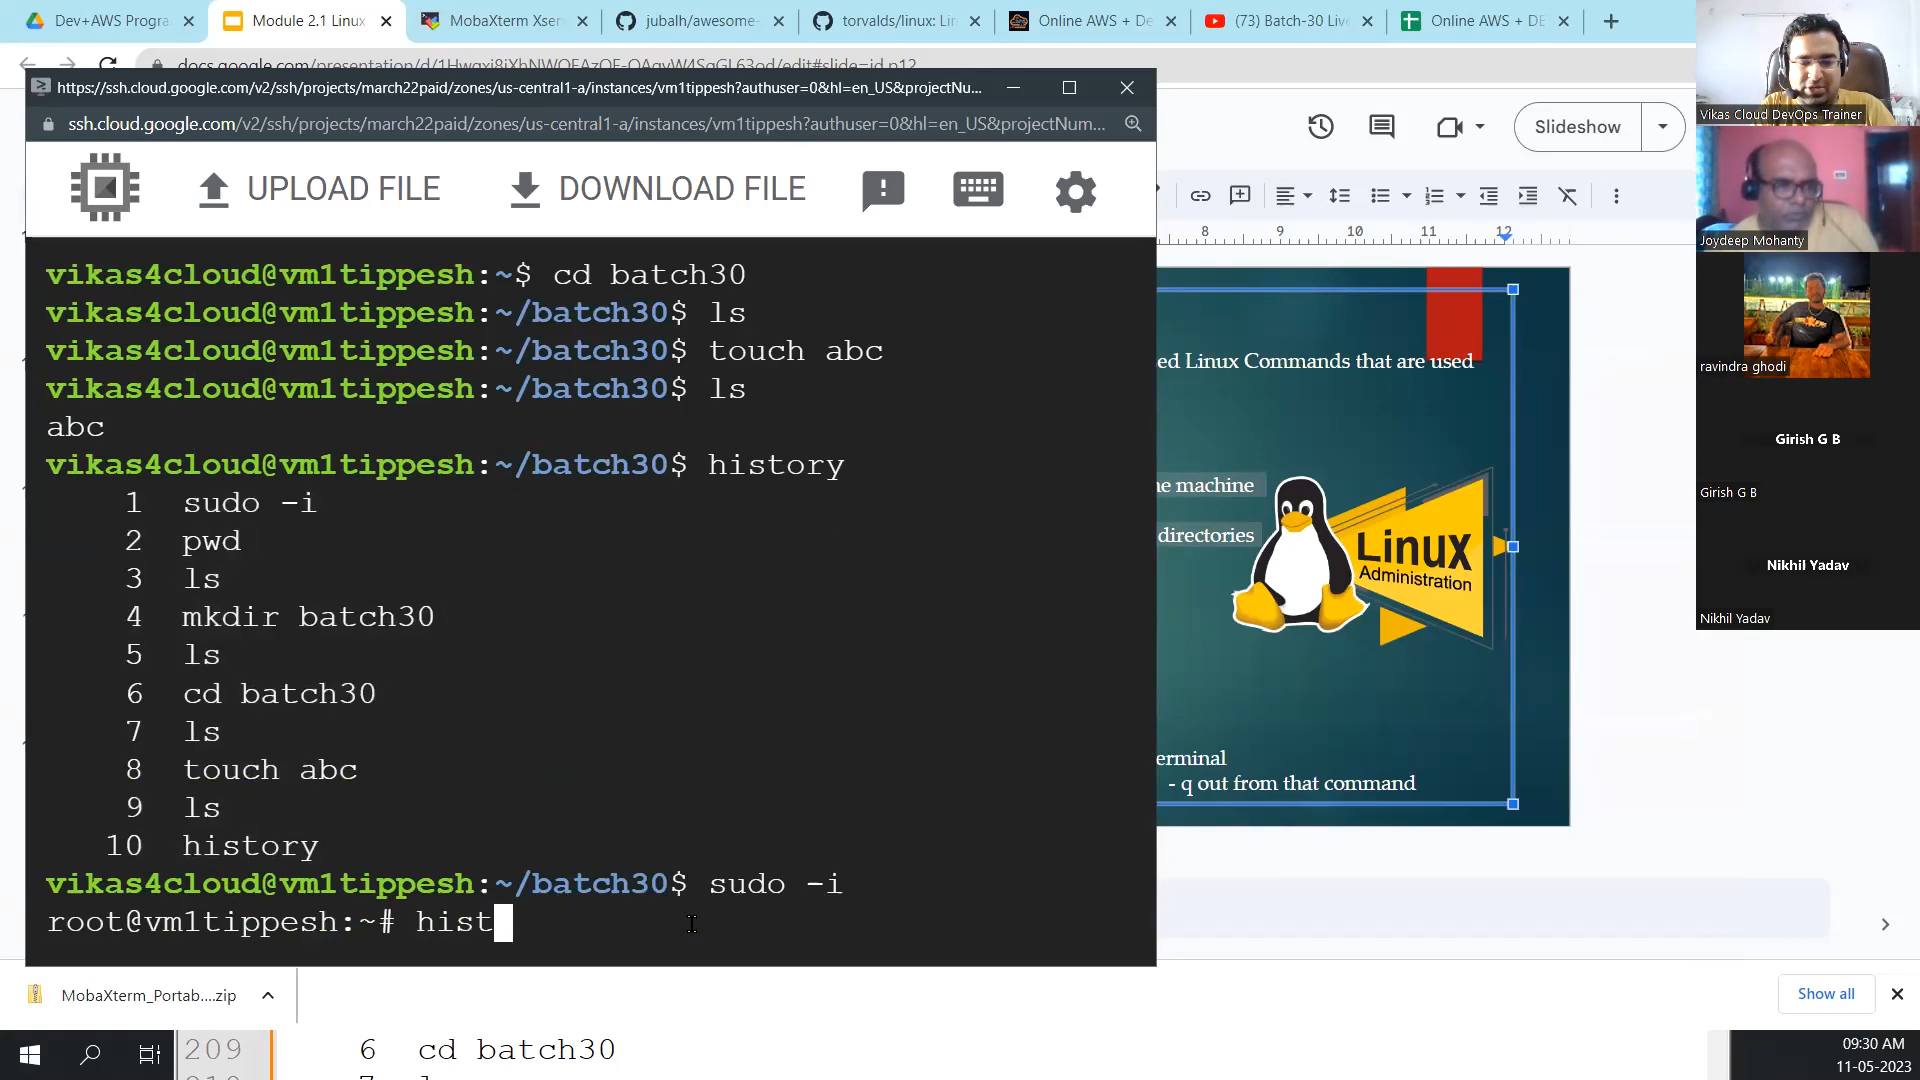 Dev+AWS Progra
Module 2.1 Linux
MobaXterm Xser
jubalh/awesome-
torvalds/linux: Lin
Online AWS + De
(73) Batch-30 Live
Online AWS + DE
https://ssh.cloud.google.com/v2/ssh/projects/march22paid/zones/us-central1-a/instances/vm1tippesh?authuser=0&hl=en_US&projectNu...
ssh.cloud.google.com/v2/ssh/projects/march22paid/zones/us-central1-a/instances/vm1tippesh?authuser=0&hl=en_US&projectNum...
UPLOAD FILE
DOWNLOAD FILE
Slideshow
8 9 10 11 12
vikas4cloud@vm1tippesh:~$ cd batch30
vikas4cloud@vm1tippesh:~/batch30$ ls
vikas4cloud@vm1tippesh:~/batch30$ touch abc
vikas4cloud@vm1tippesh:~/batch30$ ls
abc
vikas4cloud@vm1tippesh:~/batch30$ history
1 sudo -i
2 pwd
3 ls
4 mkdir batch30
5 ls
6 cd batch30
7 ls
8 touch abc
9 ls
10 history
vikas4cloud@vm1tippesh:~/batch30$ sudo -i
root@vm1tippesh:~# hist
ed Linux Commands that are used
ne machine
directories
Linux
Administration
erminal
- q out from that command
Vikas Cloud DevOps Trainer
Joydeep Mohanty
ravindra ghodi
Girish G B
Girish G B
Nikhil Yadav
Nikhil Yadav
MobaXterm_Portab....zip
Show all
209
6 cd batch30
09:30 AM
11-05-2023